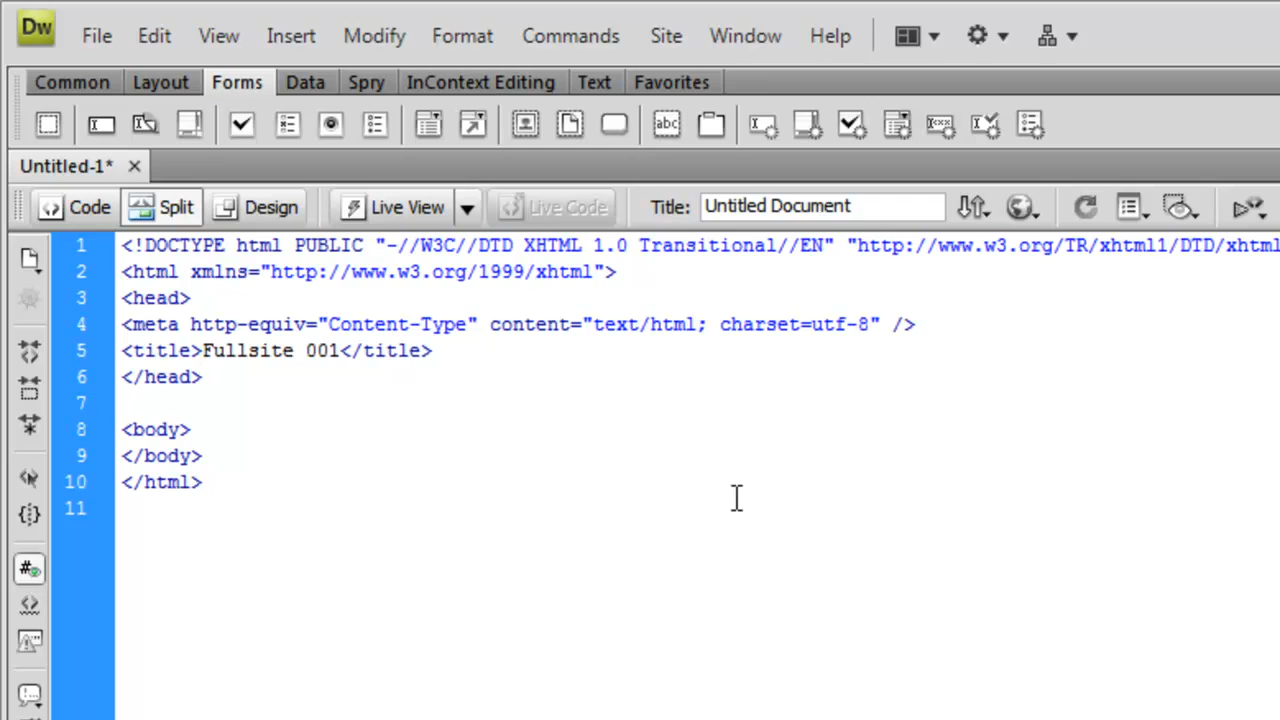 Dw File Edit View Insert Modify Format Commands Site Window Help
Common Layout Forms Data Spry InContext Editing Text Favorites
abc
Untitled-1*
Code Split Design Live View Live Code Title: Untitled Document
1 <!DOCTYPE html PUBLIC "-//W3C//DTD XHTML 1.0 Transitional//EN" "http://www.w3.org/TR/xhtml1/DTD/xhtml
2 <html xmlns="http://www.w3.org/1999/xhtml">
3 <head>
4 <meta http-equiv="Content-Type" content="text/html; charset=utf-8" />
5 <title>Fullsite 001</title>
6 </head>
7
8 <body>
9 </body>
10 </html>
11